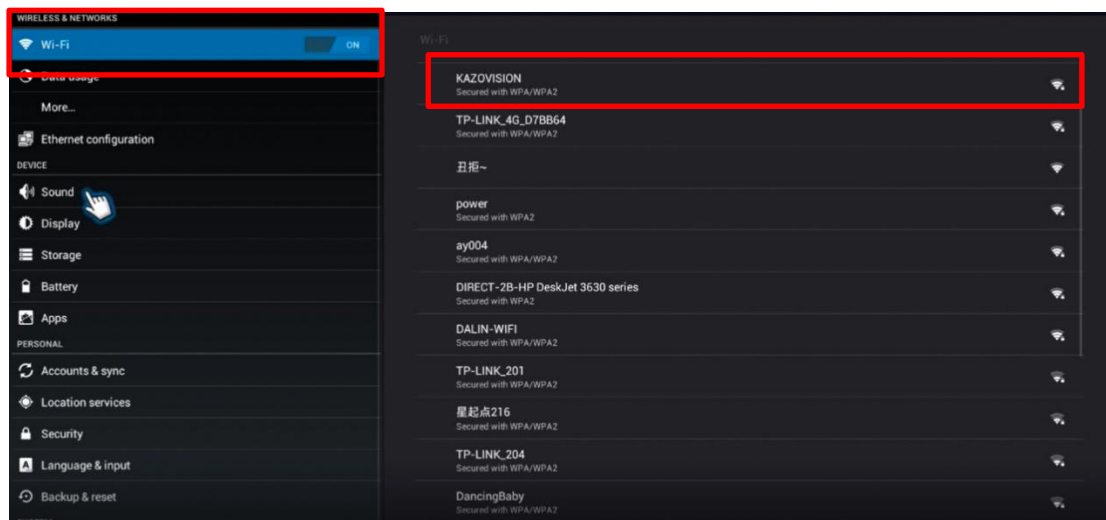 WIRELESS & NETWORKS
Wi-Fi
ON
Data usage
More...
Ethernet configuration
DEVICE
Sound
Display
Storage
Battery
Apps
PERSONAL
Accounts & sync
Location services
Security
Language & input
Backup & reset
Wi-Fi
KAZOVISION
Secured with WPA/WPA2
TP-LINK_4G_D7BB64
Secured with WPA/WPA2
丑拒~
power
Secured with WPA2
ay004
Secured with WPA/WPA2
DIRECT-2B-HP DeskJet 3630 series
Secured with WPA2
DALIN-WIFI
Secured with WPA/WPA2
TP-LINK_201
Secured with WPA/WPA2
星起点216
Secured with WPA/WPA2
TP-LINK_204
Secured with WPA/WPA2
DancingBaby
Secured with WPA/WPA2